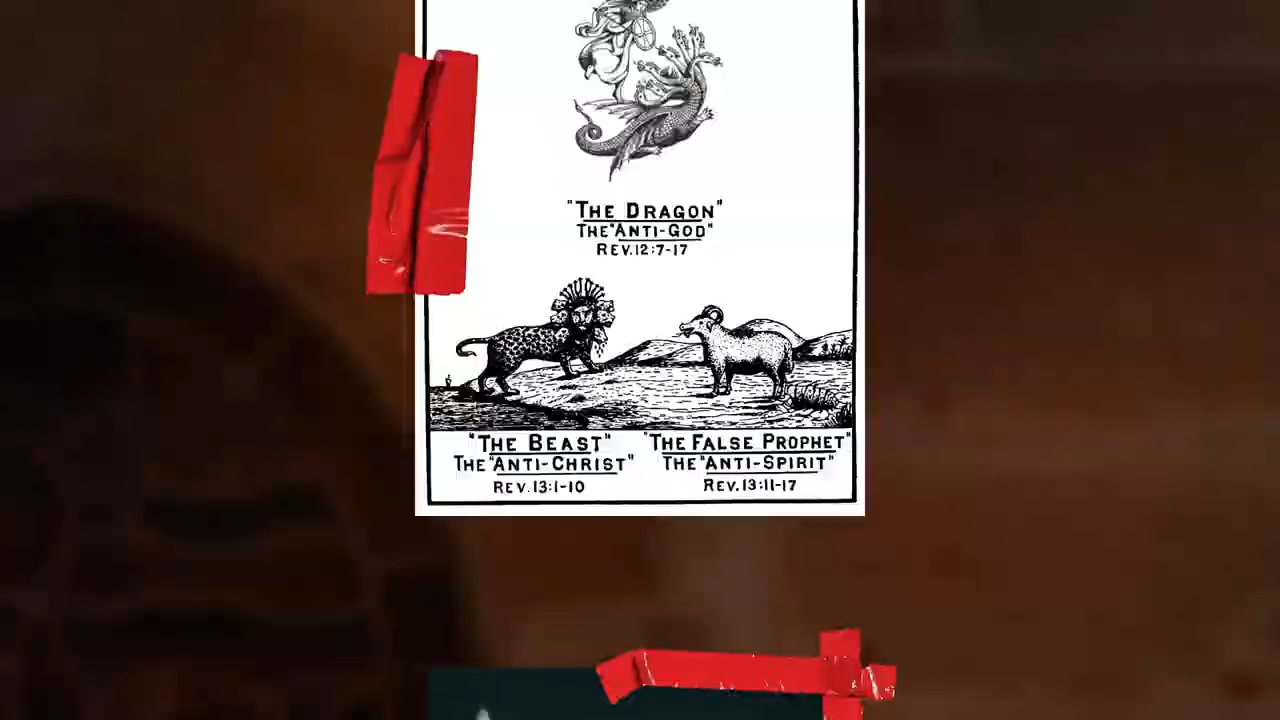 "THE DRAGON"
THE "ANTI-GOD"
REV. 12:7-17
"THE BEAST"
THE "ANTI-CHRIST"
REV. 13:1-10
"THE FALSE PROPHET"
THE "ANTI-SPIRIT"
REV. 13:11-17